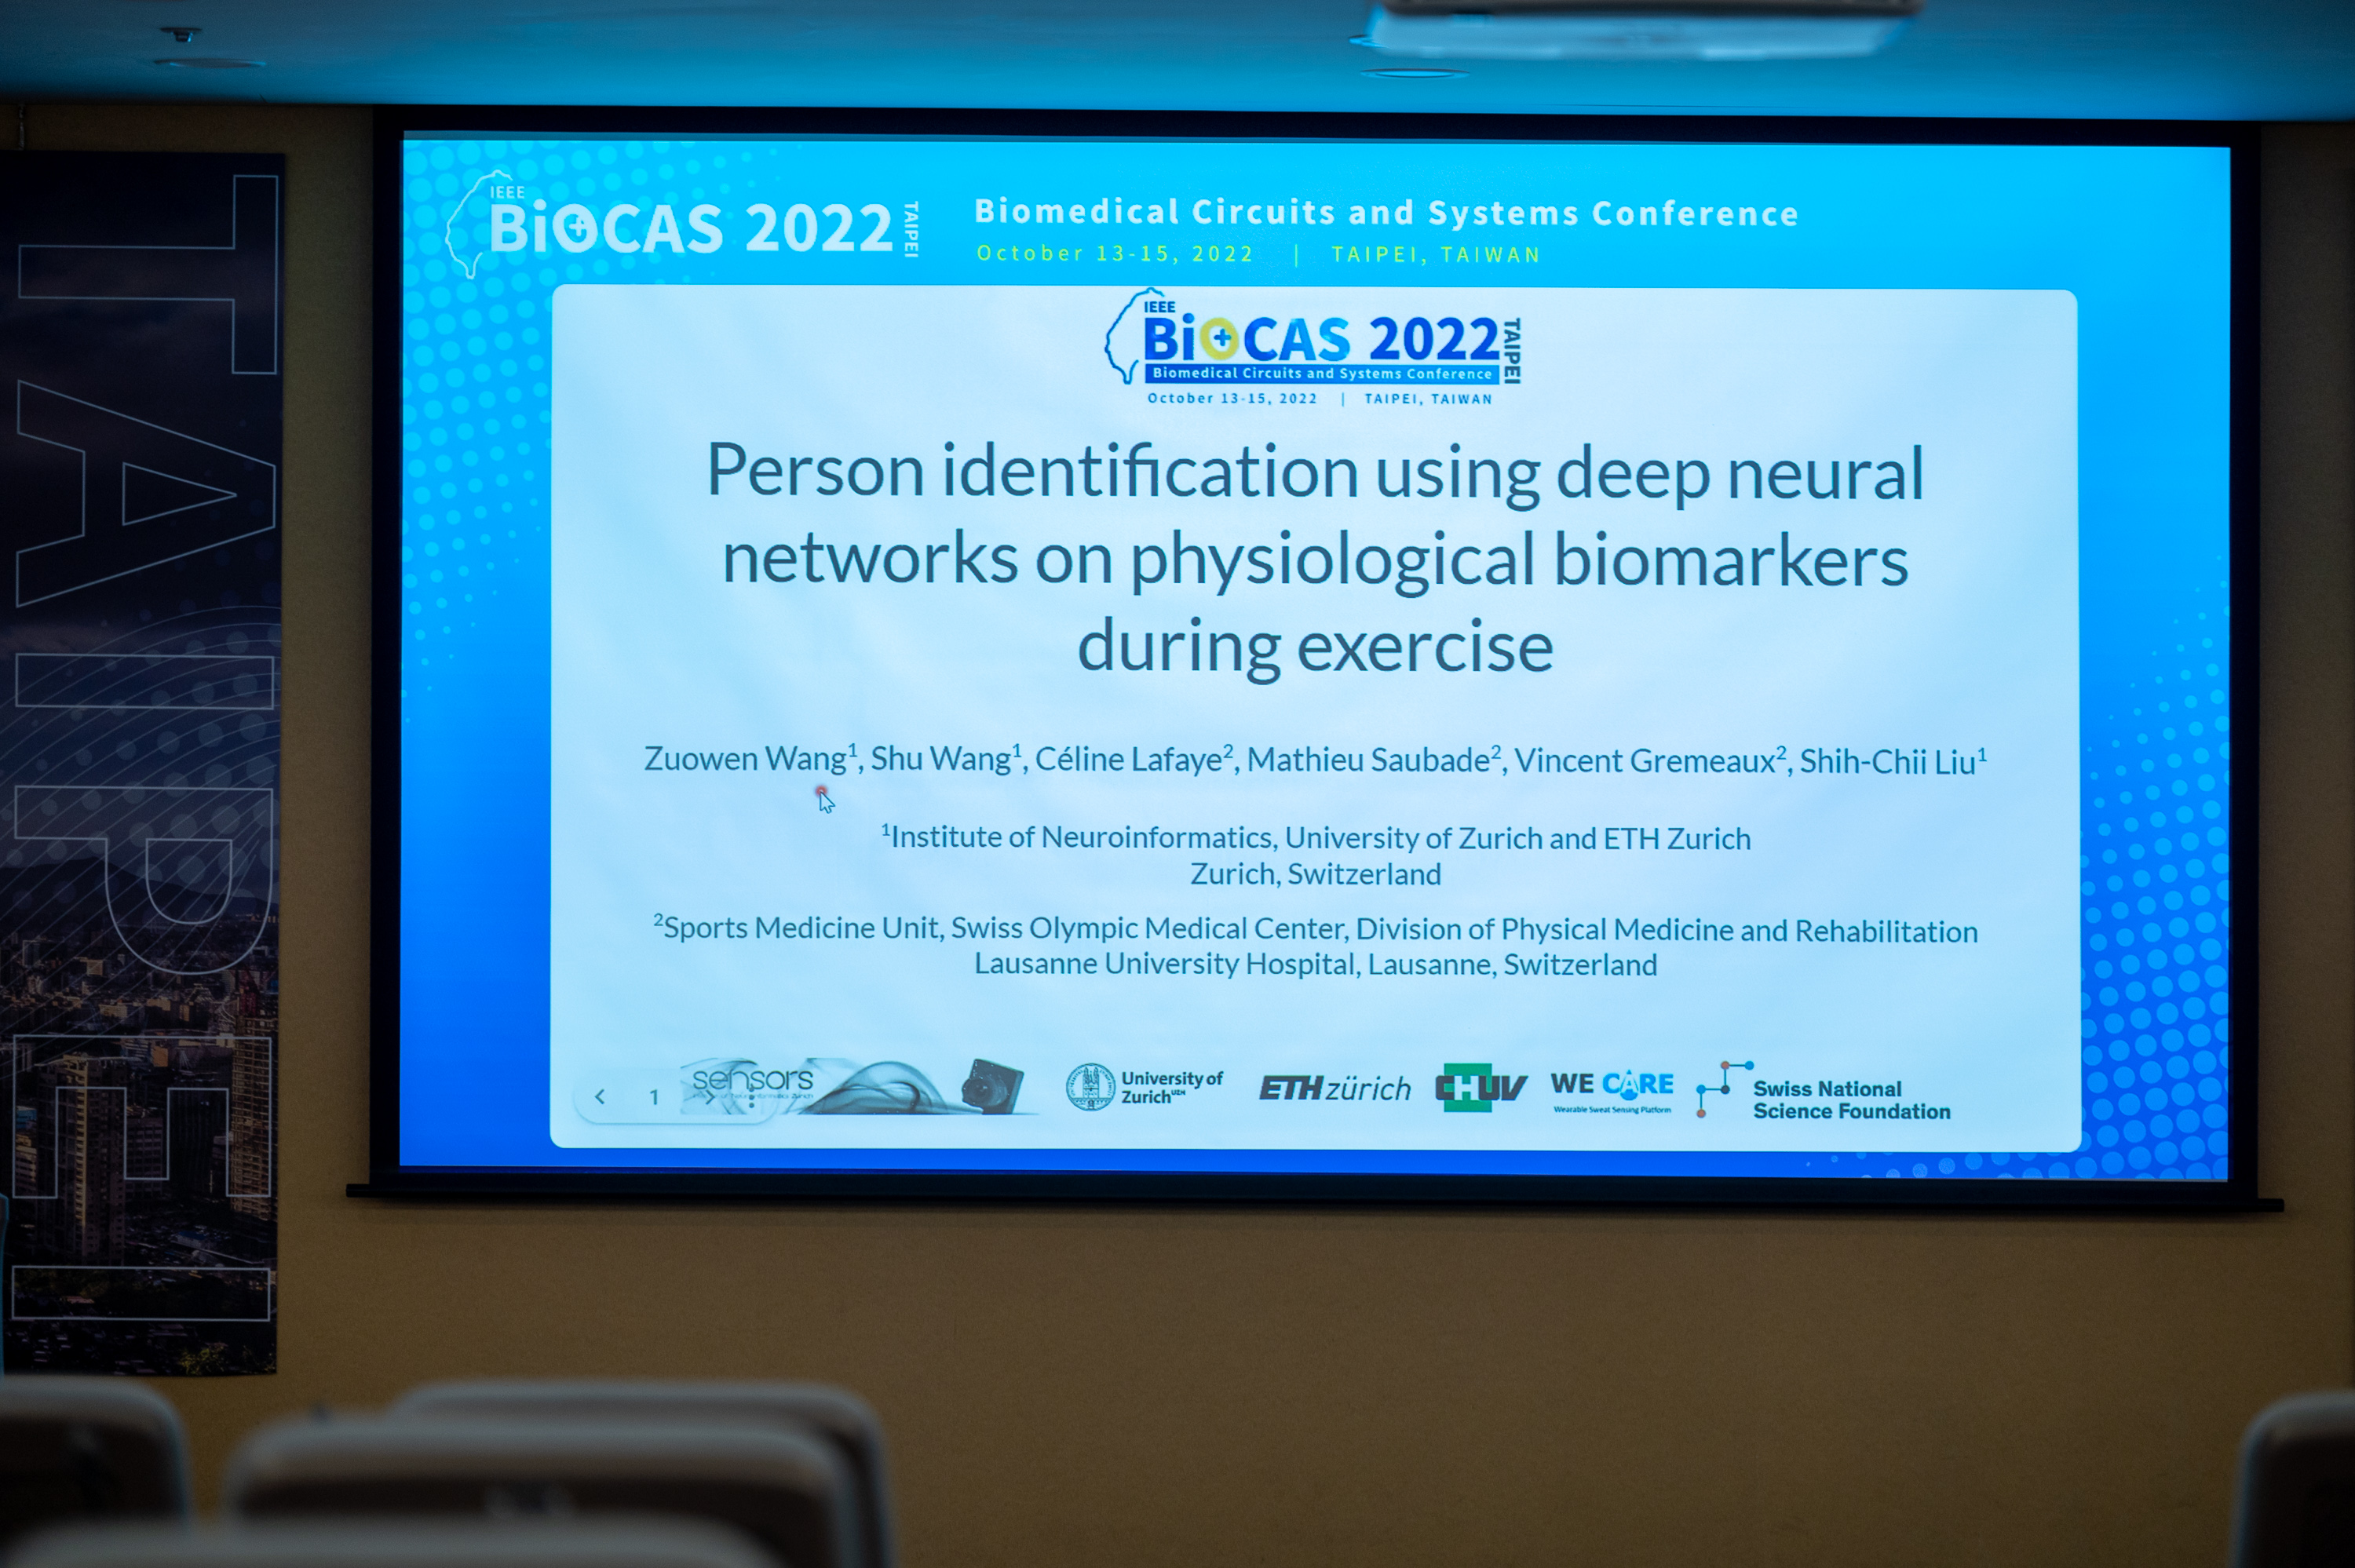 TAIPEI
IEEE
BiOCAS 2022
TAIPEI
Biomedical Circuits and Systems Conference
October 13-15, 2022 | TAIPEI, TAIWAN
IEEE
BiOCAS 2022
TAIPEI
Biomedical Circuits and Systems Conference
October 13-15, 2022 | TAIPEI, TAIWAN
Person identification using deep neural
networks on physiological biomarkers
during exercise
Zuowen Wang¹, Shu Wang¹, Céline Lafaye², Mathieu Saubade², Vincent Gremeaux², Shih-Chii Liu¹
¹Institute of Neuroinformatics, University of Zurich and ETH Zurich
Zurich, Switzerland
²Sports Medicine Unit, Swiss Olympic Medical Center, Division of Physical Medicine and Rehabilitation
Lausanne University Hospital, Lausanne, Switzerland
1
sensors
University of
Zurich UZH
ETH zürich
CHUV
WE CARE
Wearable Sweat Sensing Platform
Swiss National
Science Foundation